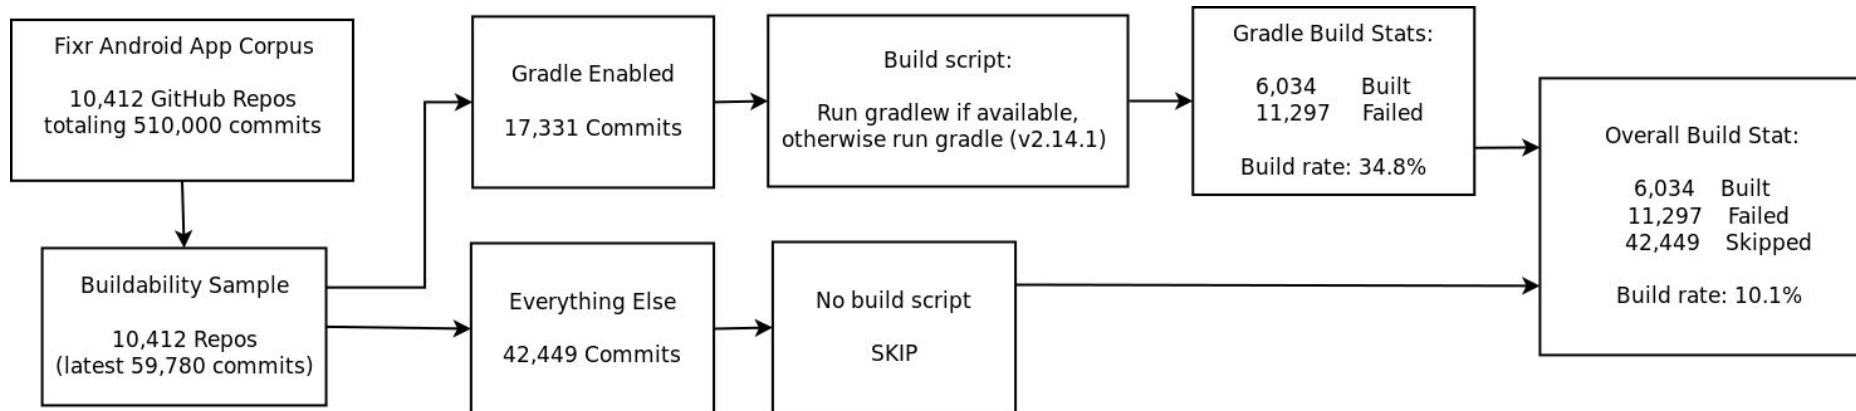 Fixr Android App Corpus
10,412 GitHub Repos
totaling 510,000 commits
Buildability Sample
10,412 Repos
(latest 59,780 commits)
Gradle Enabled
17,331 Commits
Build script:
Run gradlew if available,
otherwise run gradle (v2.14.1)
Gradle Build Stats:
6,034 Built
11,297 Failed
Build rate: 34.8%
Everything Else
42,449 Commits
No build script
SKIP
Overall Build Stat:
6,034 Built
11,297 Failed
42,449 Skipped
Build rate: 10.1%